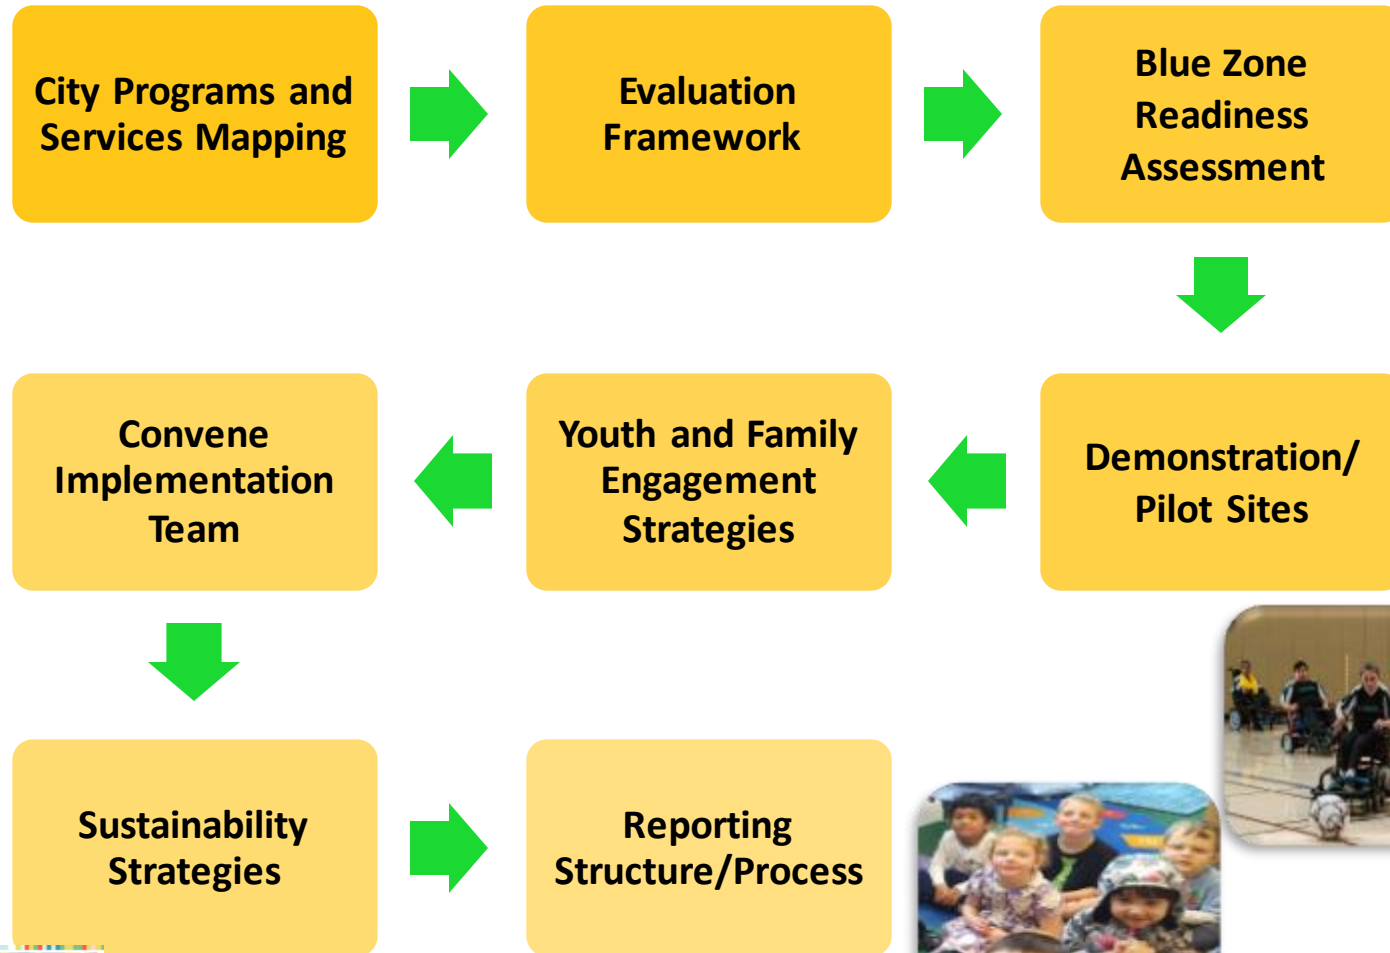 City Programs and
Services Mapping
Evaluation
Framework
Blue Zone
Readiness
Assessment
Demonstration/
Pilot Sites
Youth and Family
Engagement
Strategies
Convene
Implementation
Team
Sustainability
Strategies
Reporting
Structure/Process